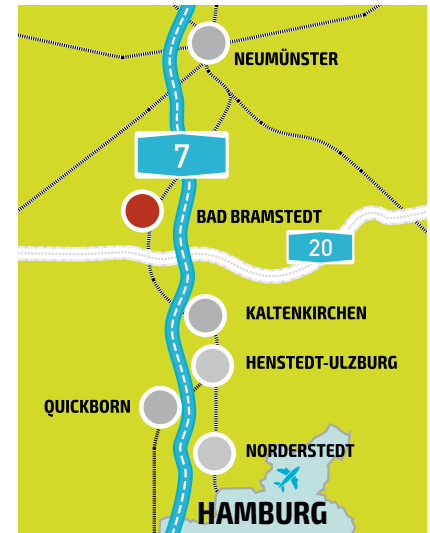 NEUMÜNSTER
7
BAD BRAMSTEDT
20
KALTENKIRCHEN
HENSTEDT-ULZBURG
QUICKBORN
NORDERSTEDT
HAMBURG